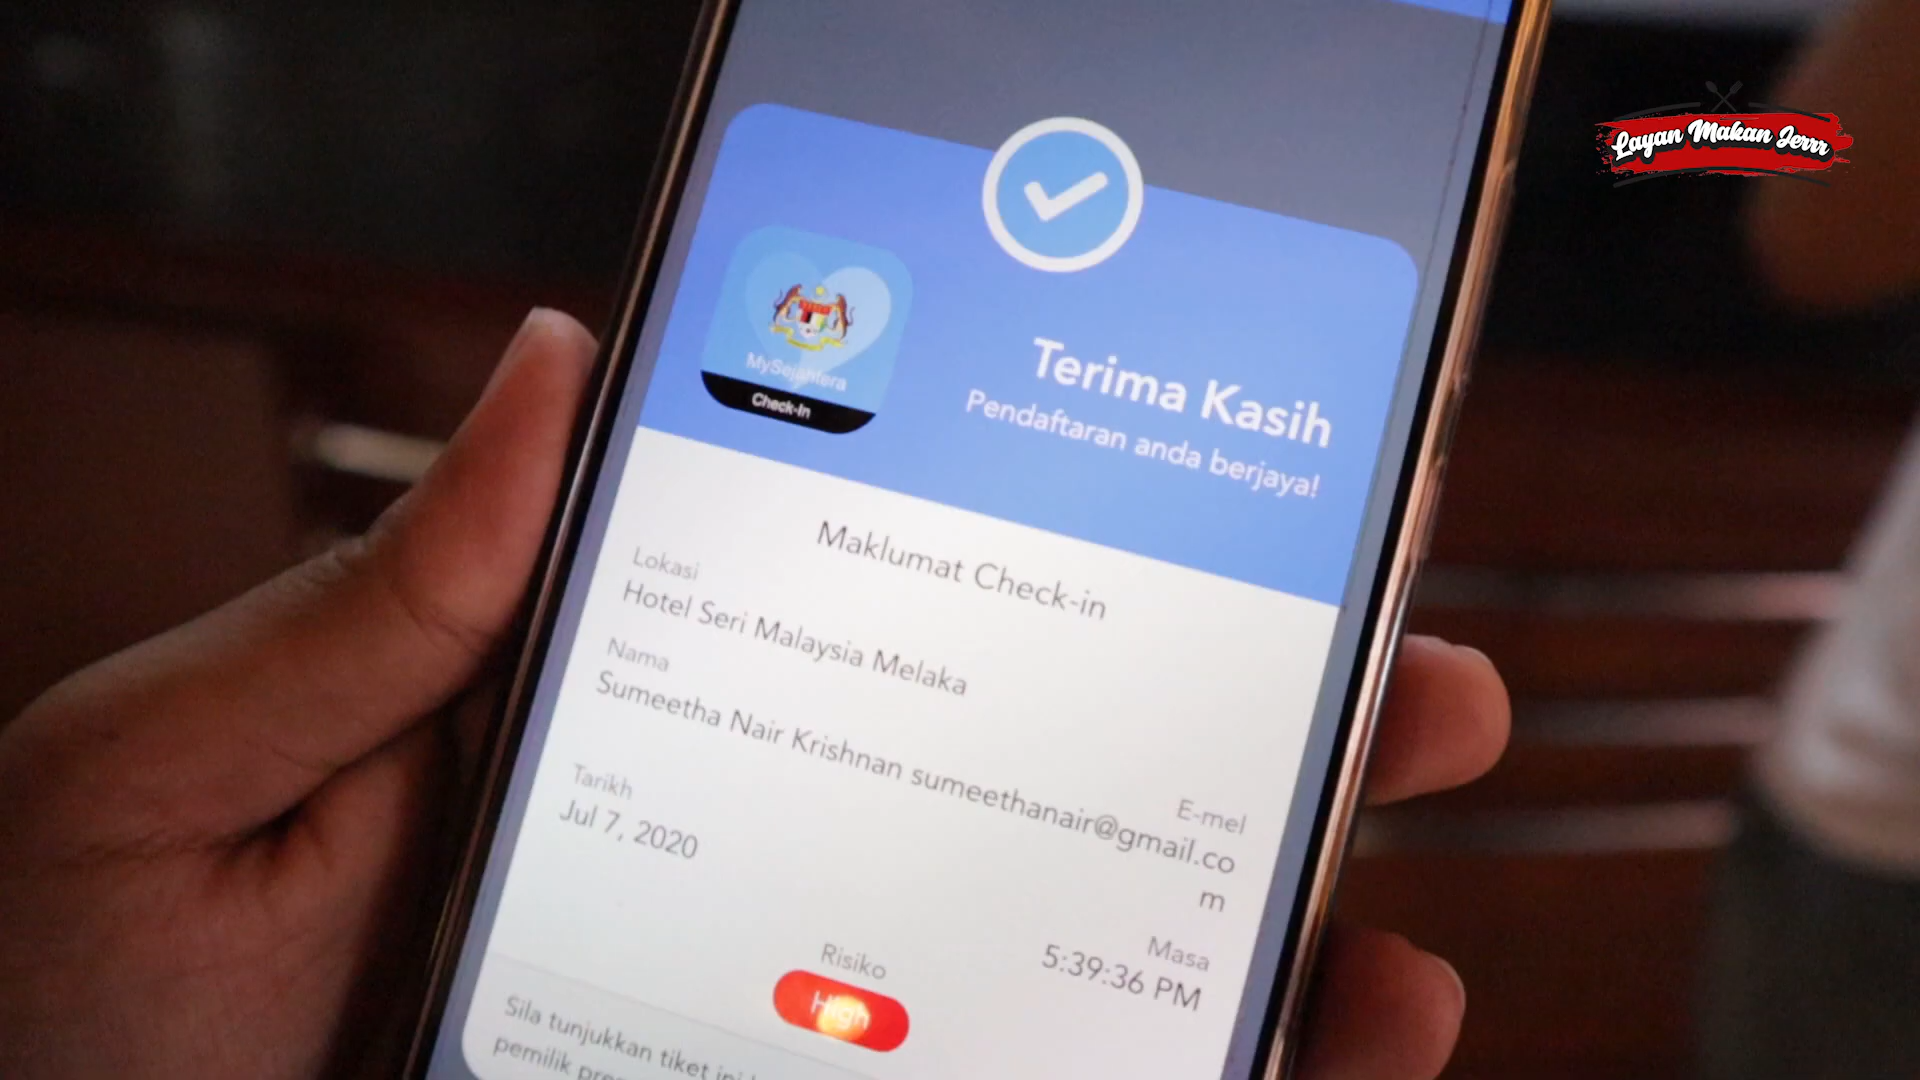 Layan Makan Jerrr
MySejahtera
Check-In
Terima Kasih
Pendaftaran anda berjaya!
Maklumat Check-in
Lokasi
Hotel Seri Malaysia Melaka
Nama
Sumeetha Nair Krishnan
E-mel
sumeethanair@gmail.co
m
Tarikh
Jul 7, 2020
Masa
5:39:36 PM
Risiko
High
Sila tunjukkan tiket ini
pemilik